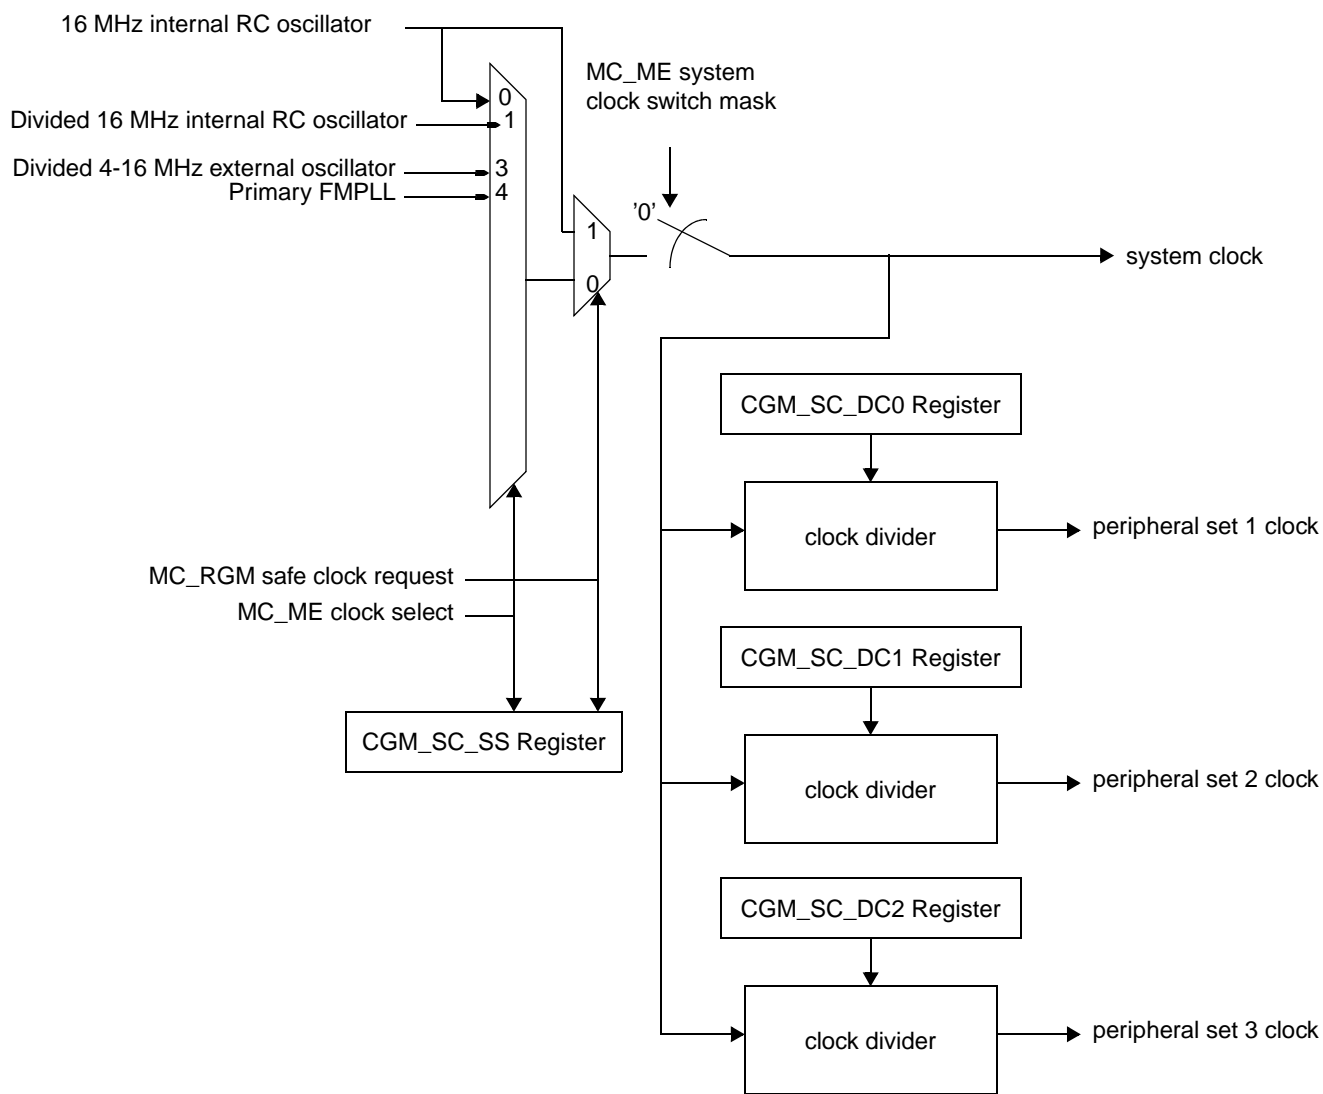 16 MHz internal RC oscillator
MC_ME system
clock switch mask
0
Divided 16 MHz internal RC oscillator
1
Divided 4-16 MHz external oscillator
3
Primary FMPLL
4
'0'
1
system clock
0
CGM_SC_DC0 Register
clock divider
peripheral set 1 clock
MC_RGM safe clock request
MC_ME clock select
CGM_SC_DC1 Register
CGM_SC_SS Register
clock divider
peripheral set 2 clock
CGM_SC_DC2 Register
clock divider
peripheral set 3 clock